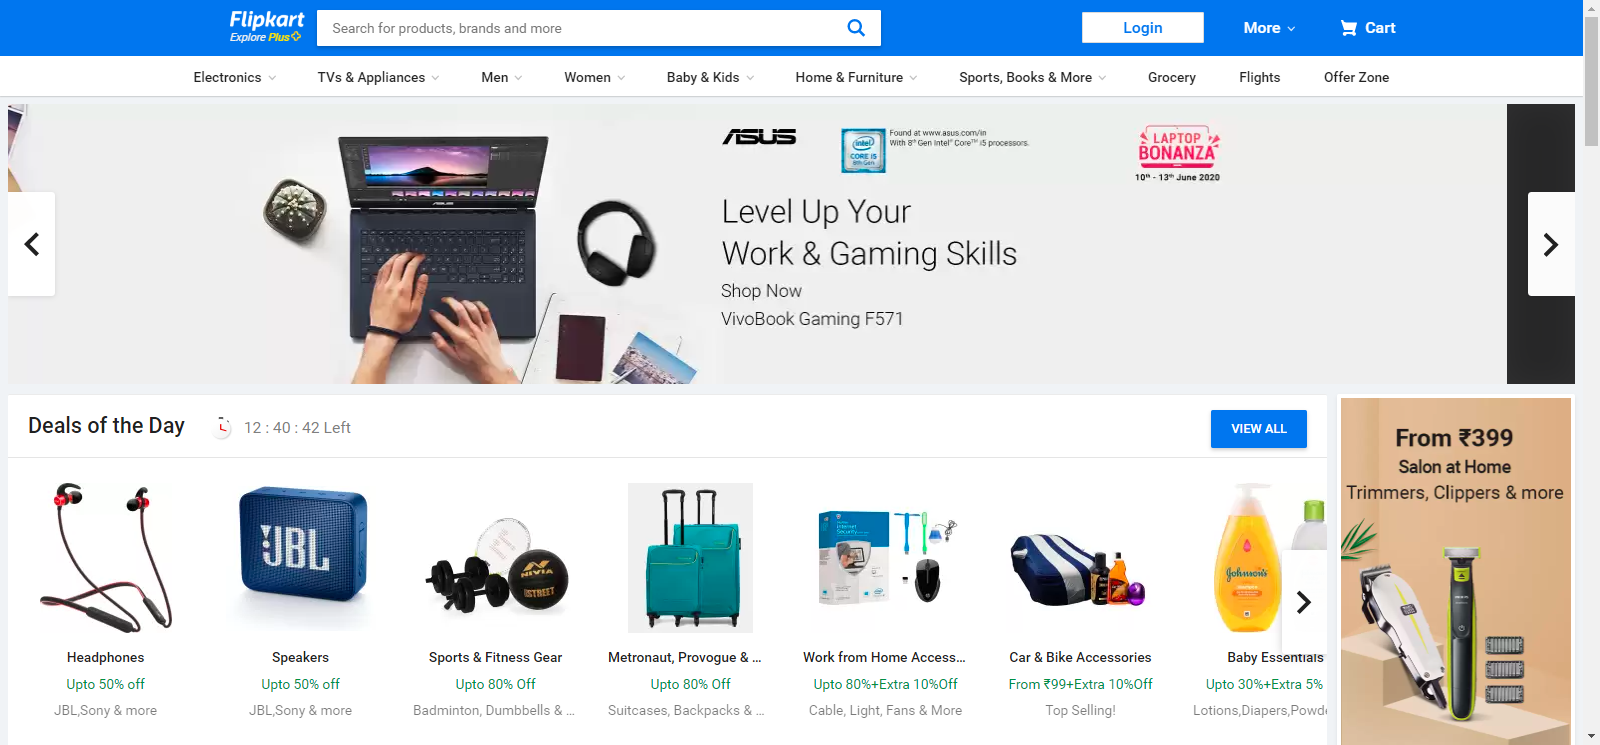 Flipkart
Explore Plus
Search for products, brands and more
Login
More
Cart
Electronics
TVs & Appliances
Men
Women
Baby & Kids
Home & Furniture
Sports, Books & More
Grocery
Flights
Offer Zone
ASUS
intel
CORE i5
8th Gen
Found at www.asus.com/in
With 8th Gen Intel® Core™ i5 processors.
LAPTOP
BONANZA
10th - 13th June 2020
Level Up Your
Work & Gaming Skills
Shop Now
VivoBook Gaming F571
Deals of the Day
12 : 40 : 42 Left
VIEW ALL
From ₹399
Salon at Home
Trimmers, Clippers & more
JBL
NIVIA
STREET
Internet
Security
Johnson's
Headphones
Upto 50% off
JBL,Sony & more
Speakers
Upto 50% off
JBL,Sony & more
Sports & Fitness Gear
Upto 80% Off
Badminton, Dumbbells & ...
Metronaut, Provogue & ...
Upto 80% Off
Suitcases, Backpacks & ...
Work from Home Access...
Upto 80%+Extra 10%Off
Cable, Light, Fans & More
Car & Bike Accessories
From ₹99+Extra 10%Off
Top Selling!
Baby Essentials
Upto 30%+Extra 5%
Lotions,Diapers,Powde